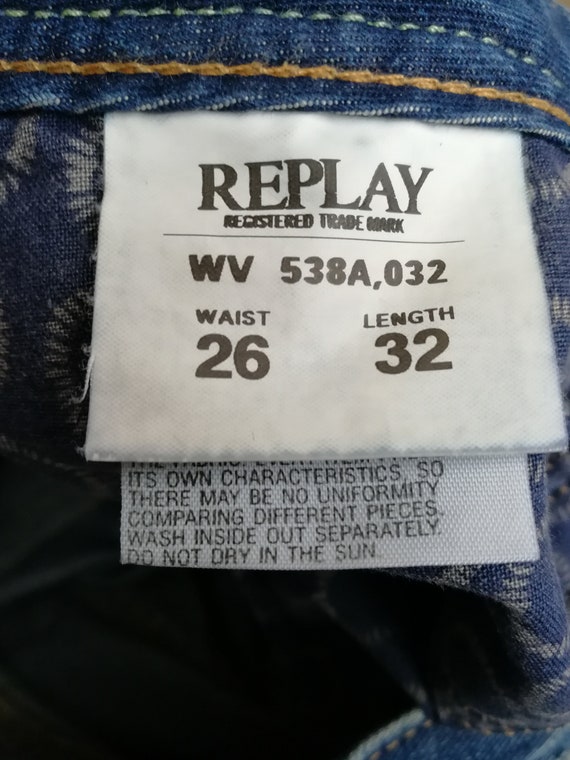 REPLAY
REGISTERED TRADE MARK
WV 538A,032
WAIST LENGTH
26 32
ITS OWN CHARACTERISTICS, SO
THERE MAY BE NO UNIFORMITY
COMPARING DIFFERENT PIECES.
WASH INSIDE OUT SEPARATELY.
DO NOT DRY IN THE SUN.